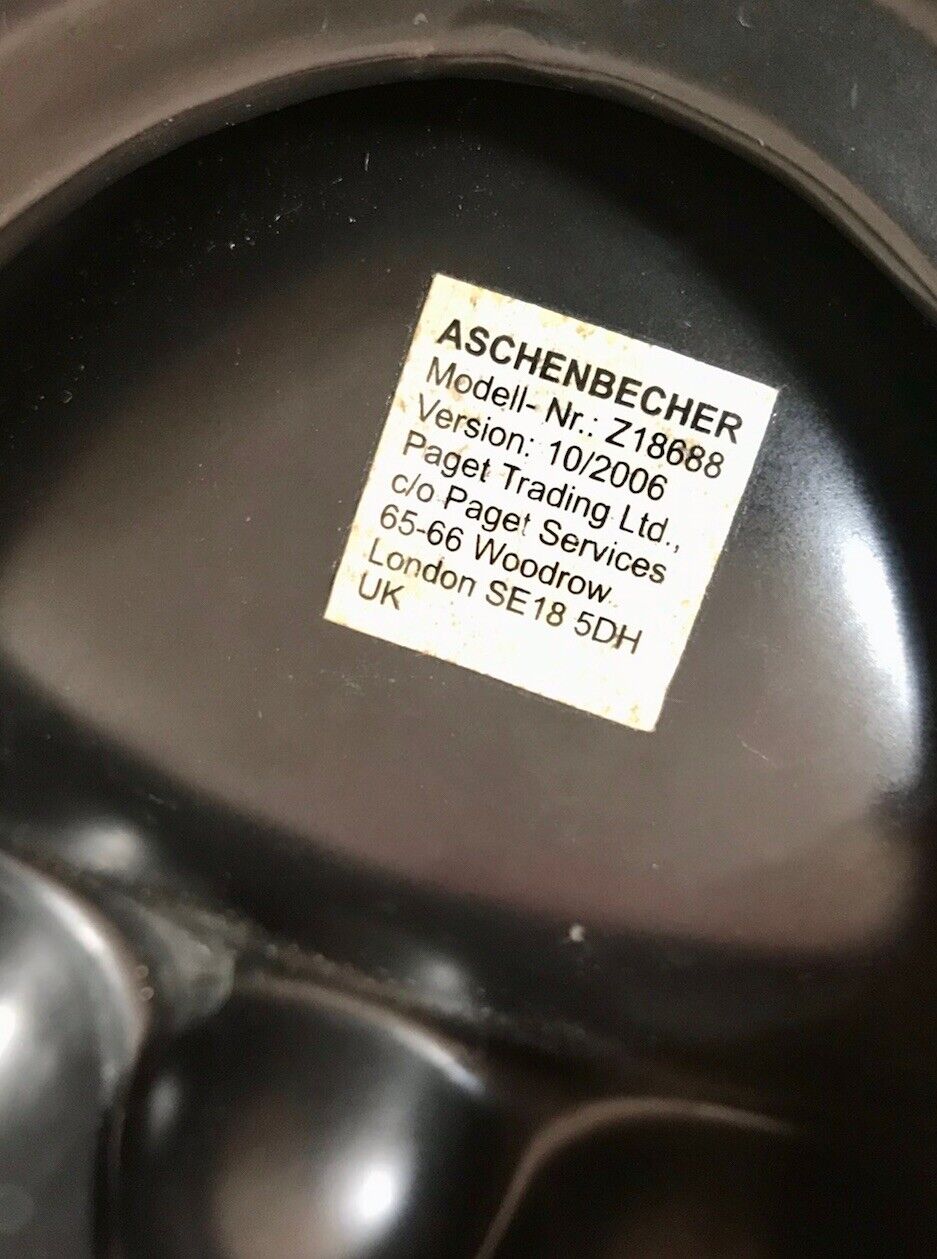 ASCHENBECHER
Modell- Nr.: Z18688
Version: 10/2006
Paget Trading Ltd.,
c/o Paget Services
65-66 Woodrow
London SE18 5DH
UK